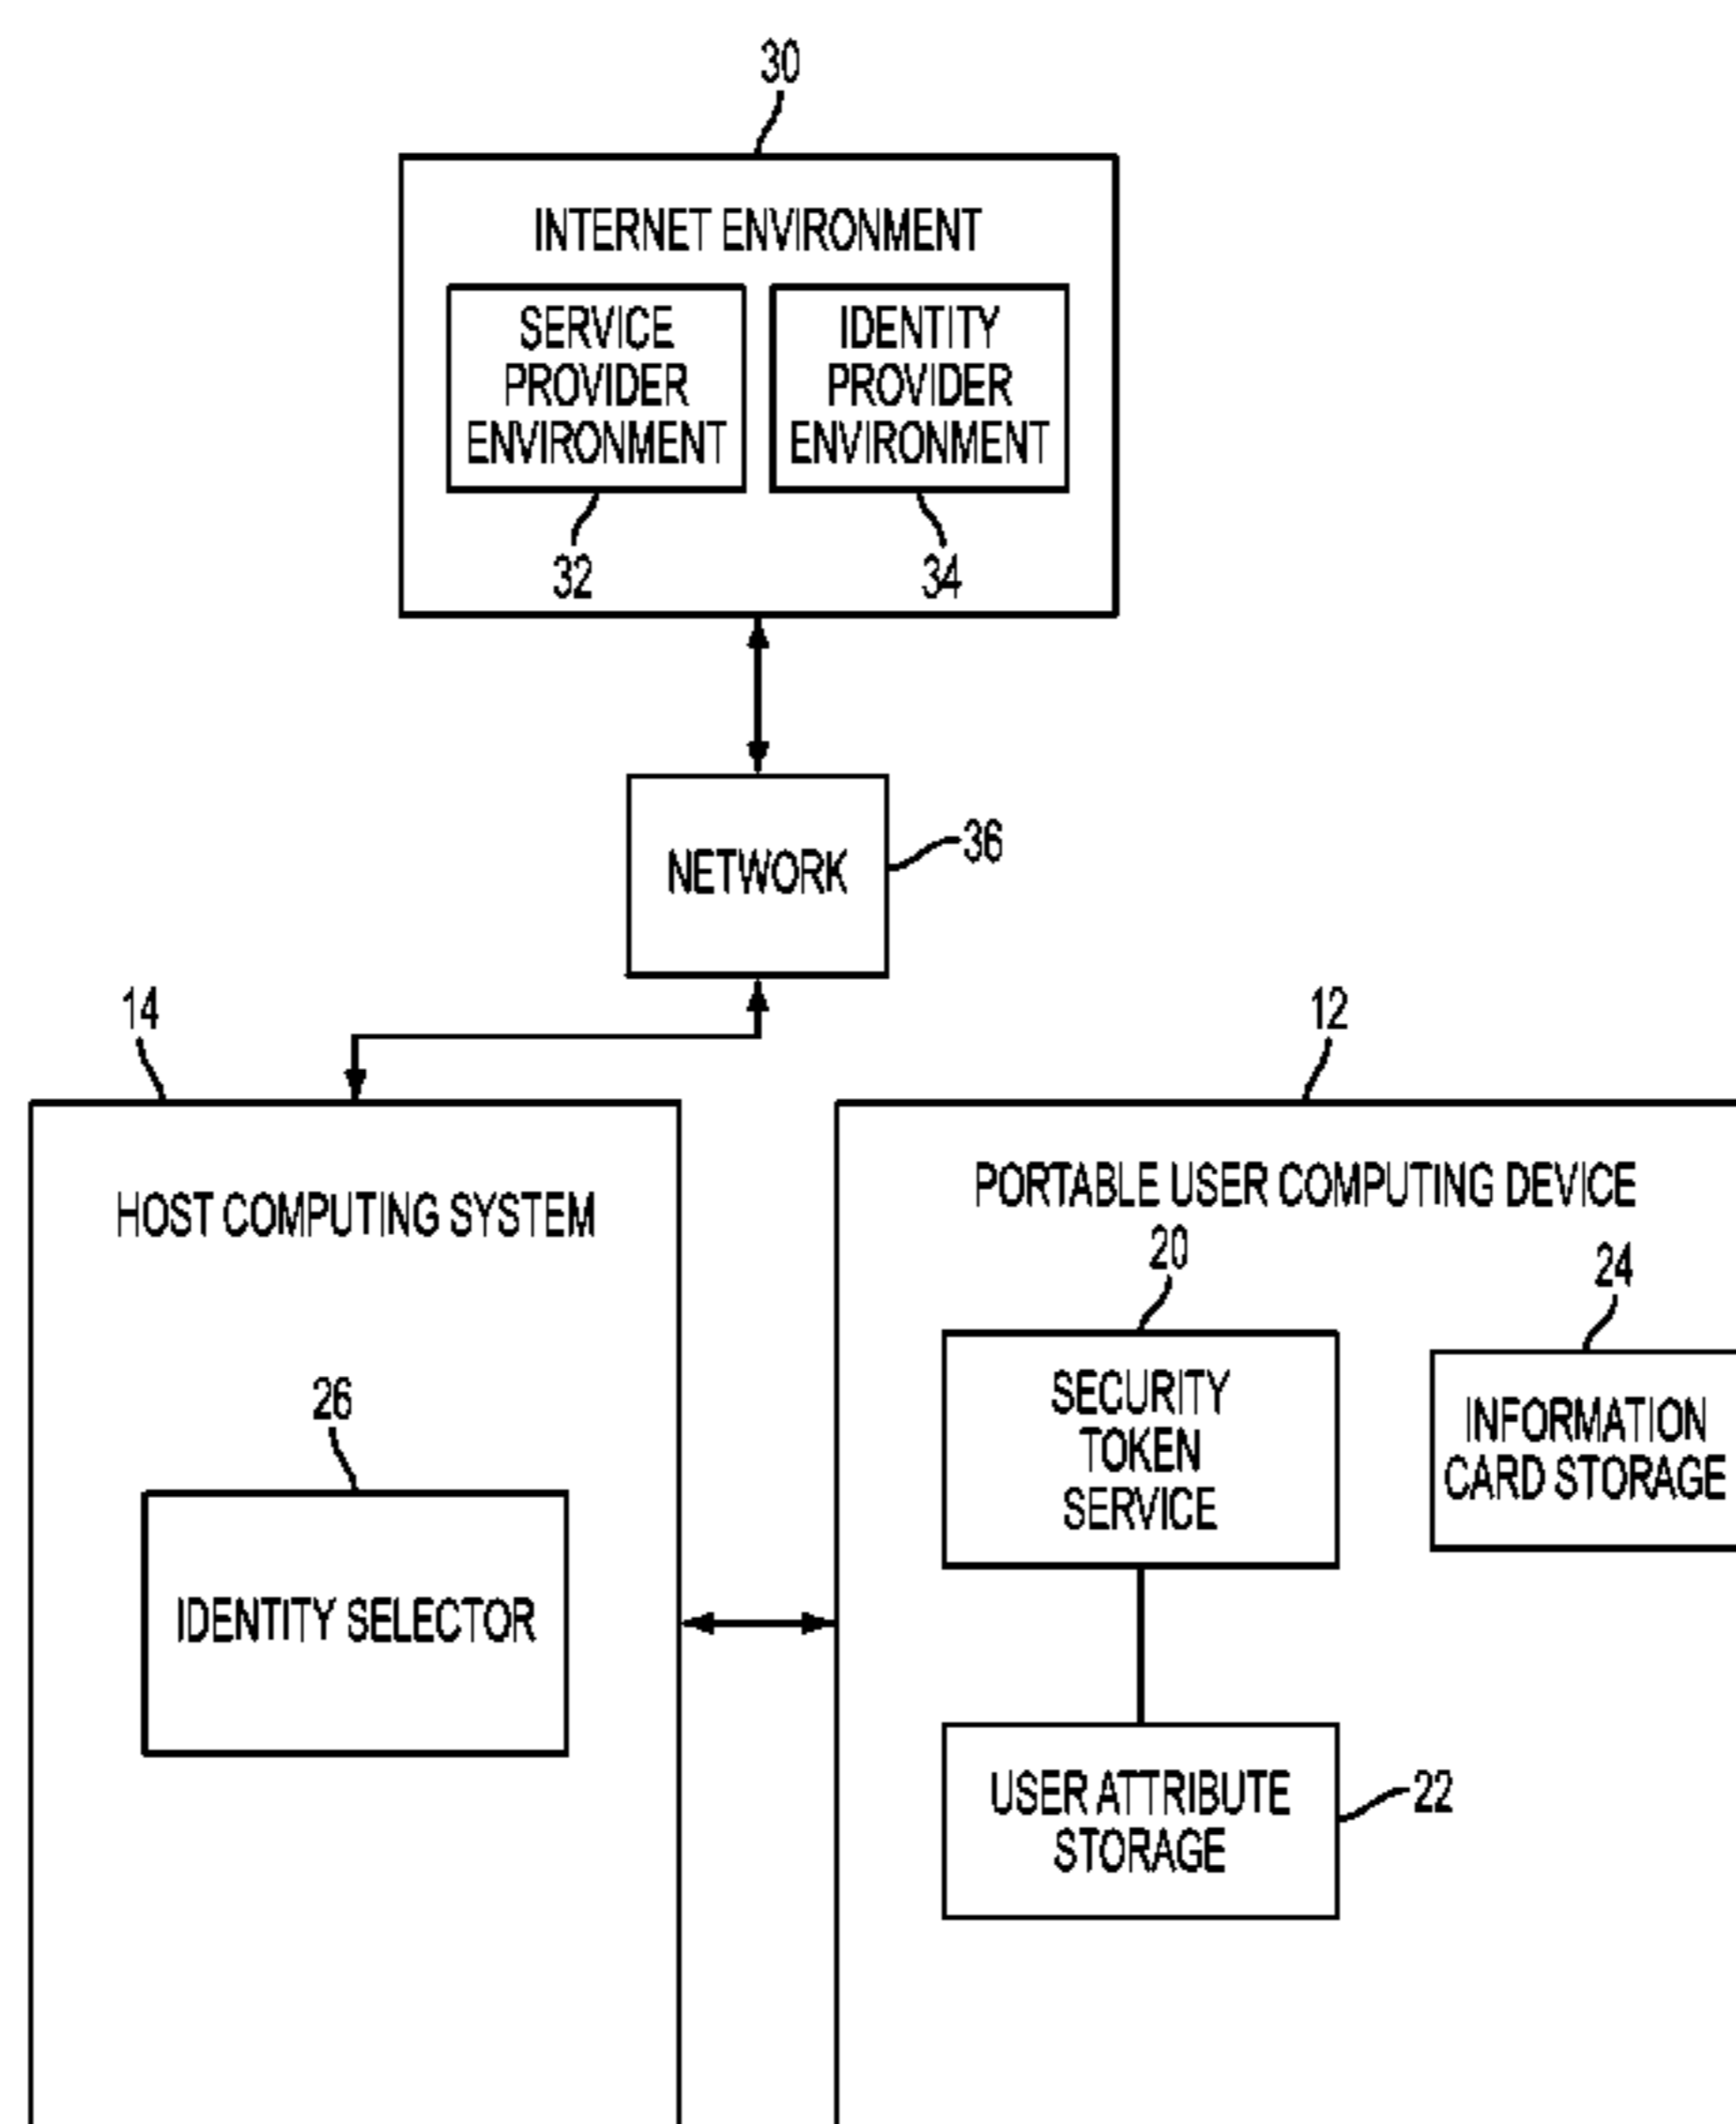 30
INTERNET ENVIRONMENT
SERVICE
PROVIDER
ENVIRONMENT
IDENTITY
PROVIDER
ENVIRONMENT
32
34
NETWORK
36
14
12
HOST COMPUTING SYSTEM
PORTABLE USER COMPUTING DEVICE
20
24
SECURITY
TOKEN
SERVICE
INFORMATION
CARD STORAGE
26
IDENTITY SELECTOR
USER ATTRIBUTE
STORAGE
22